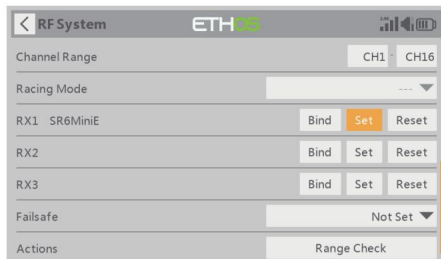 RF System ETHOS
Channel Range CH1 - CH16
Racing Mode ---
RX1 SR6MiniE Bind Set Reset
RX2 Bind Set Reset
RX3 Bind Set Reset
Failsafe Not Set
Actions Range Check